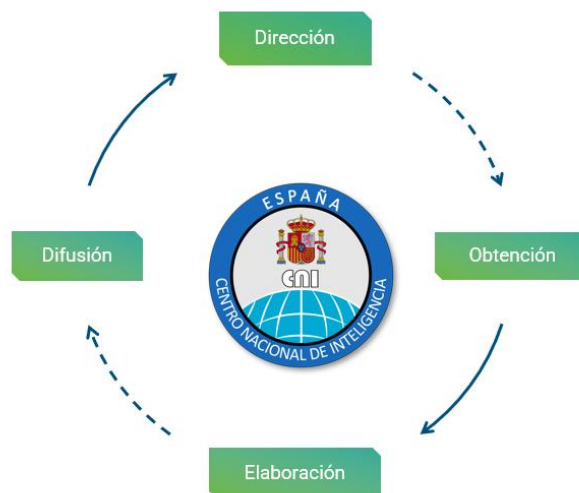 Dirección
Difusión
ESPAÑA
CNI
CENTRO NACIONAL DE INTELIGENCIA
Obtención
Elaboración